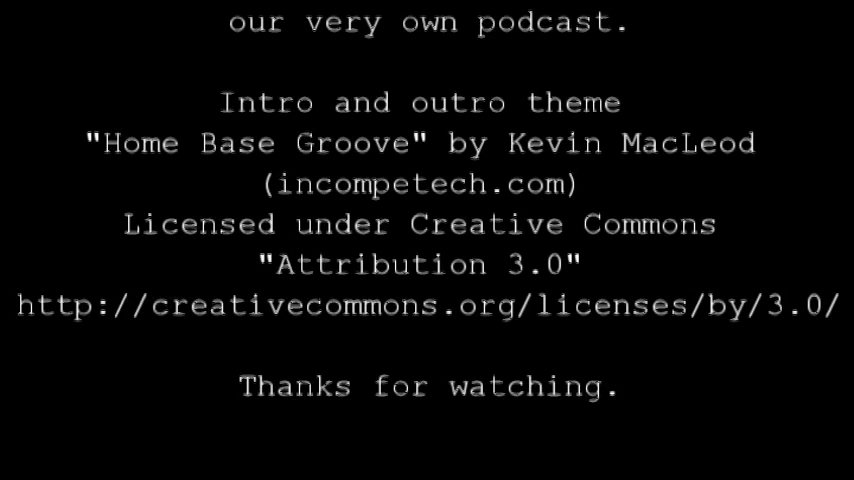 our very own podcast.
Intro and outro theme
"Home Base Groove" by Kevin MacLeod
(incompetech.com)
Licensed under Creative Commons
"Attribution 3.0"
http://creativecommons.org/licenses/by/3.0/
Thanks for watching.